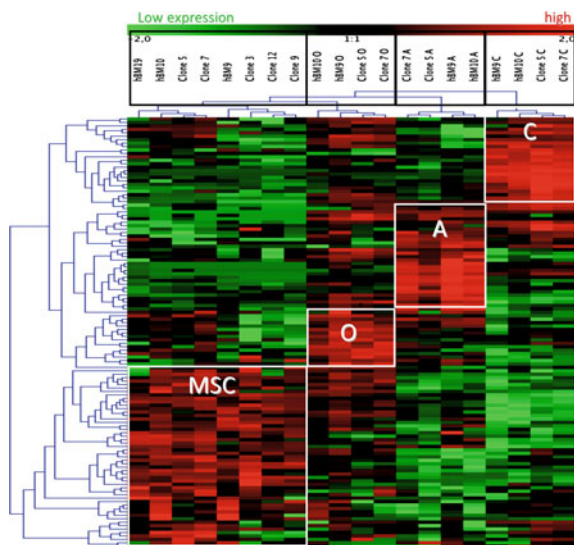 Low expression high
-2,0 1:1 2,0
hBM19 hBM10 Clone 5 Clone 7 hBM9 Clone 3 Clone 12 Clone 9 hBM10 O hBM9 O Clone 5 O Clone 7 O Clone 7 A Clone 5 A hBM9 A hBM10 A hBM9 C hBM10 C Clone 5 C Clone 7 C
C
A
O
MSC